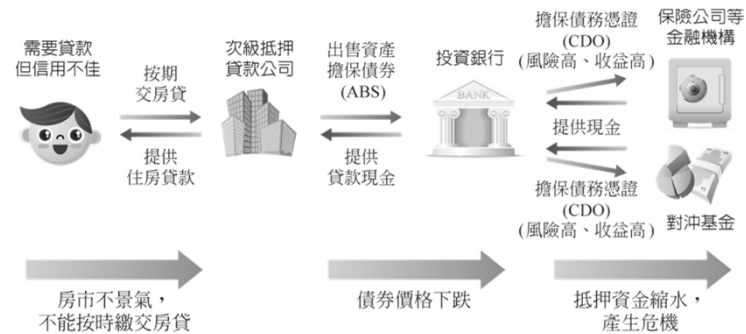 需要貸款
但信用不佳
按期
交房貸
提供
住房貸款
次級抵押
貸款公司
出售資產
擔保債券
(ABS)
提供
貸款現金
投資銀行
BANK
擔保債務憑證
(CDO)
(風險高、收益高)
提供現金
擔保債務憑證
(CDO)
(風險高、收益高)
保險公司等
金融機構
對沖基金
房市不景氣，
不能按時繳交房貸
債券價格下跌
抵押資金縮水，
產生危機